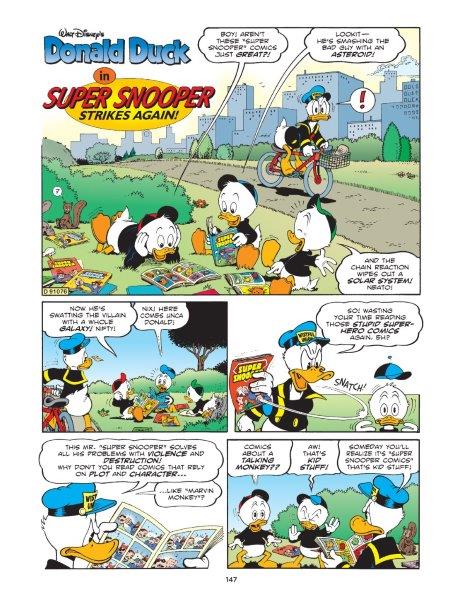 WALT DISNEY'S
Donald Duck
in
SUPER SNOOPER
STRIKES AGAIN!
BOY! AREN'T
THESE "SUPER
SNOOPER" COMICS
JUST GREAT?!
LOOKIT—
HE'S SMASHING THE
BAD GUY WITH AN
ASTEROID!
!
?
SUPER
SNOOPER
AND THE
CHAIN REACTION
WIPES OUT A
SOLAR SYSTEM!
NEATO!
D 91076
NOW HE'S
SWATTING THE VILLAIN
WITH A WHOLE
GALAXY! NIFTY!
NIX! HERE
COMES UNCA
DONALD!
SO! WASTING
YOUR TIME READING
THOSE STUPID SUPER-
HERO COMICS
AGAIN, EH?
SUPER
SNOO
SNATCH!
THIS MR. "SUPER SNOOPER" SOLVES
ALL HIS PROBLEMS WITH VIOLENCE AND
DESTRUCTION!
WHY DON'T YOU READ COMICS THAT RELY
ON PLOT AND CHARACTER...
...LIKE "MARVIN
MONKEY"?
COMICS
ABOUT A
TALKING
MONKEY??
AW!
THAT'S
KID
STUFF!
SOMEDAY YOU'LL
REALIZE IT'S "SUPER
SNOOPER COMICS"
THAT'S KID STUFF!
147